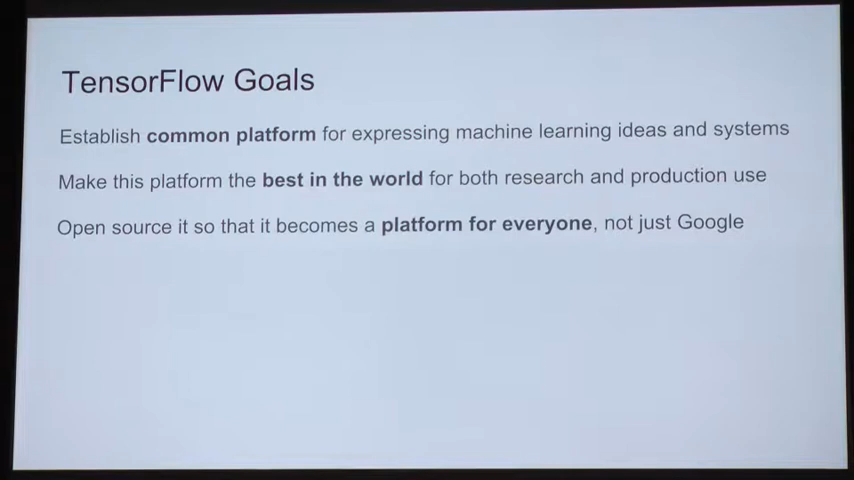 TensorFlow Goals
Establish common platform for expressing machine learning ideas and systems
Make this platform the best in the world for both research and production use
Open source it so that it becomes a platform for everyone, not just Google